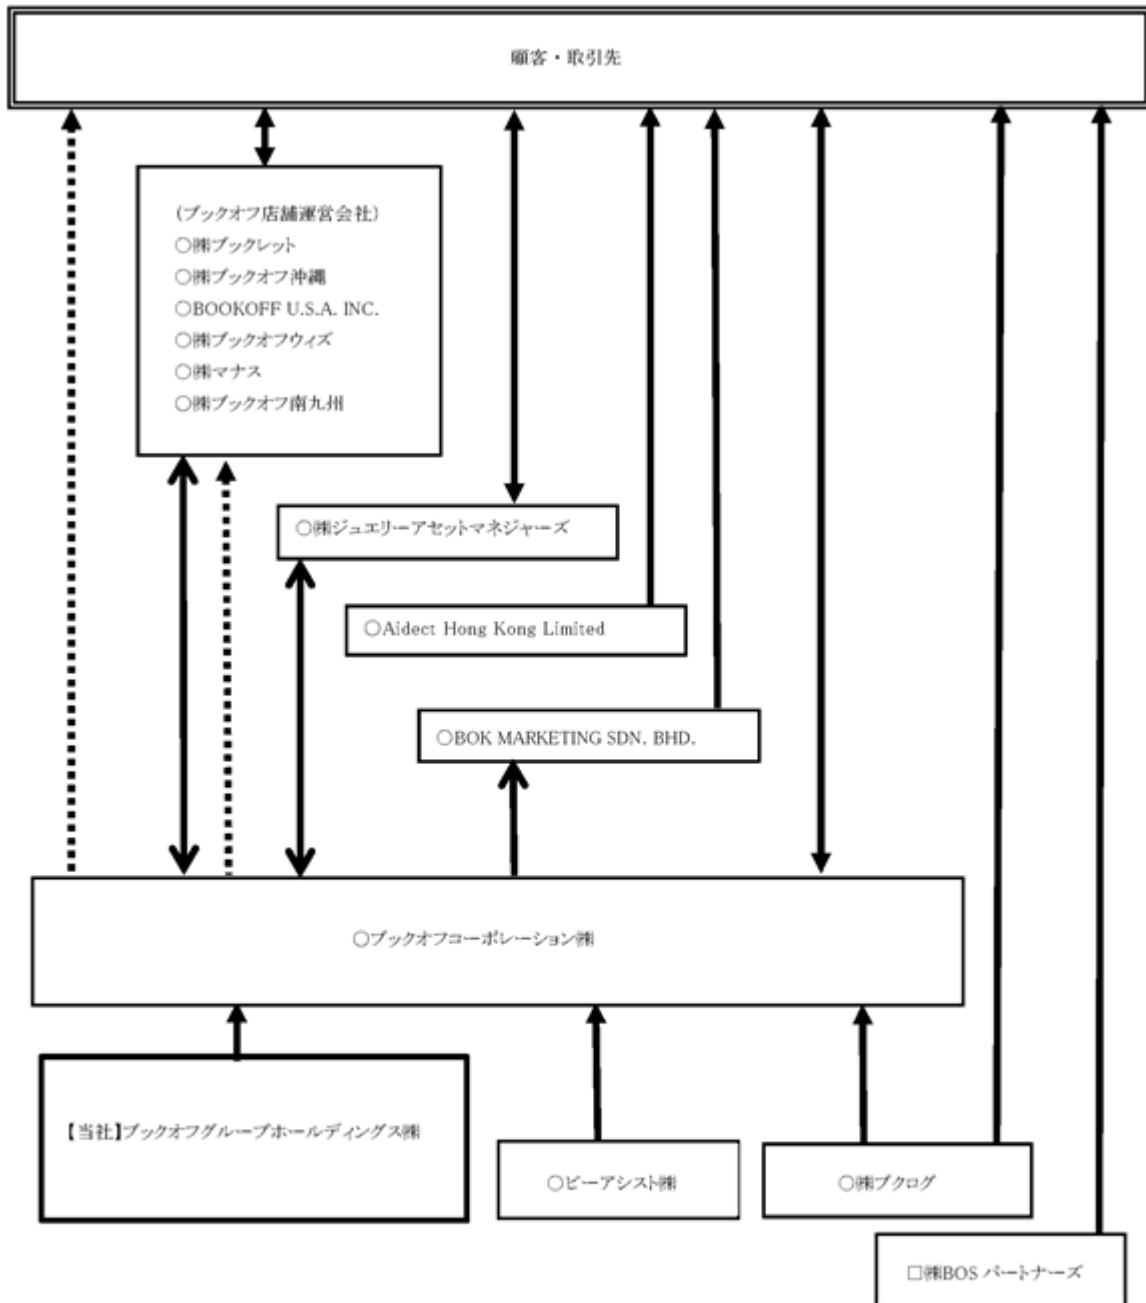 顧客・取引先
（ブックオフ店舗運営会社）
○㈱ブックレット
○㈱ブックオフ沖縄
○BOOKOFF U.S.A. INC.
○㈱ブックオフウィズ
○㈱マナス
○㈱ブックオフ南九州
○㈱ジュエリーアセットマネジャーズ
○Aidect Hong Kong Limited
○BOK MARKETING SDN. BHD.
○ブックオフコーポレーション㈱
【当社】ブックオフグループホールディングス㈱
○ビーアシスト㈱
○㈱ブクログ
□㈱BOS パートナーズ